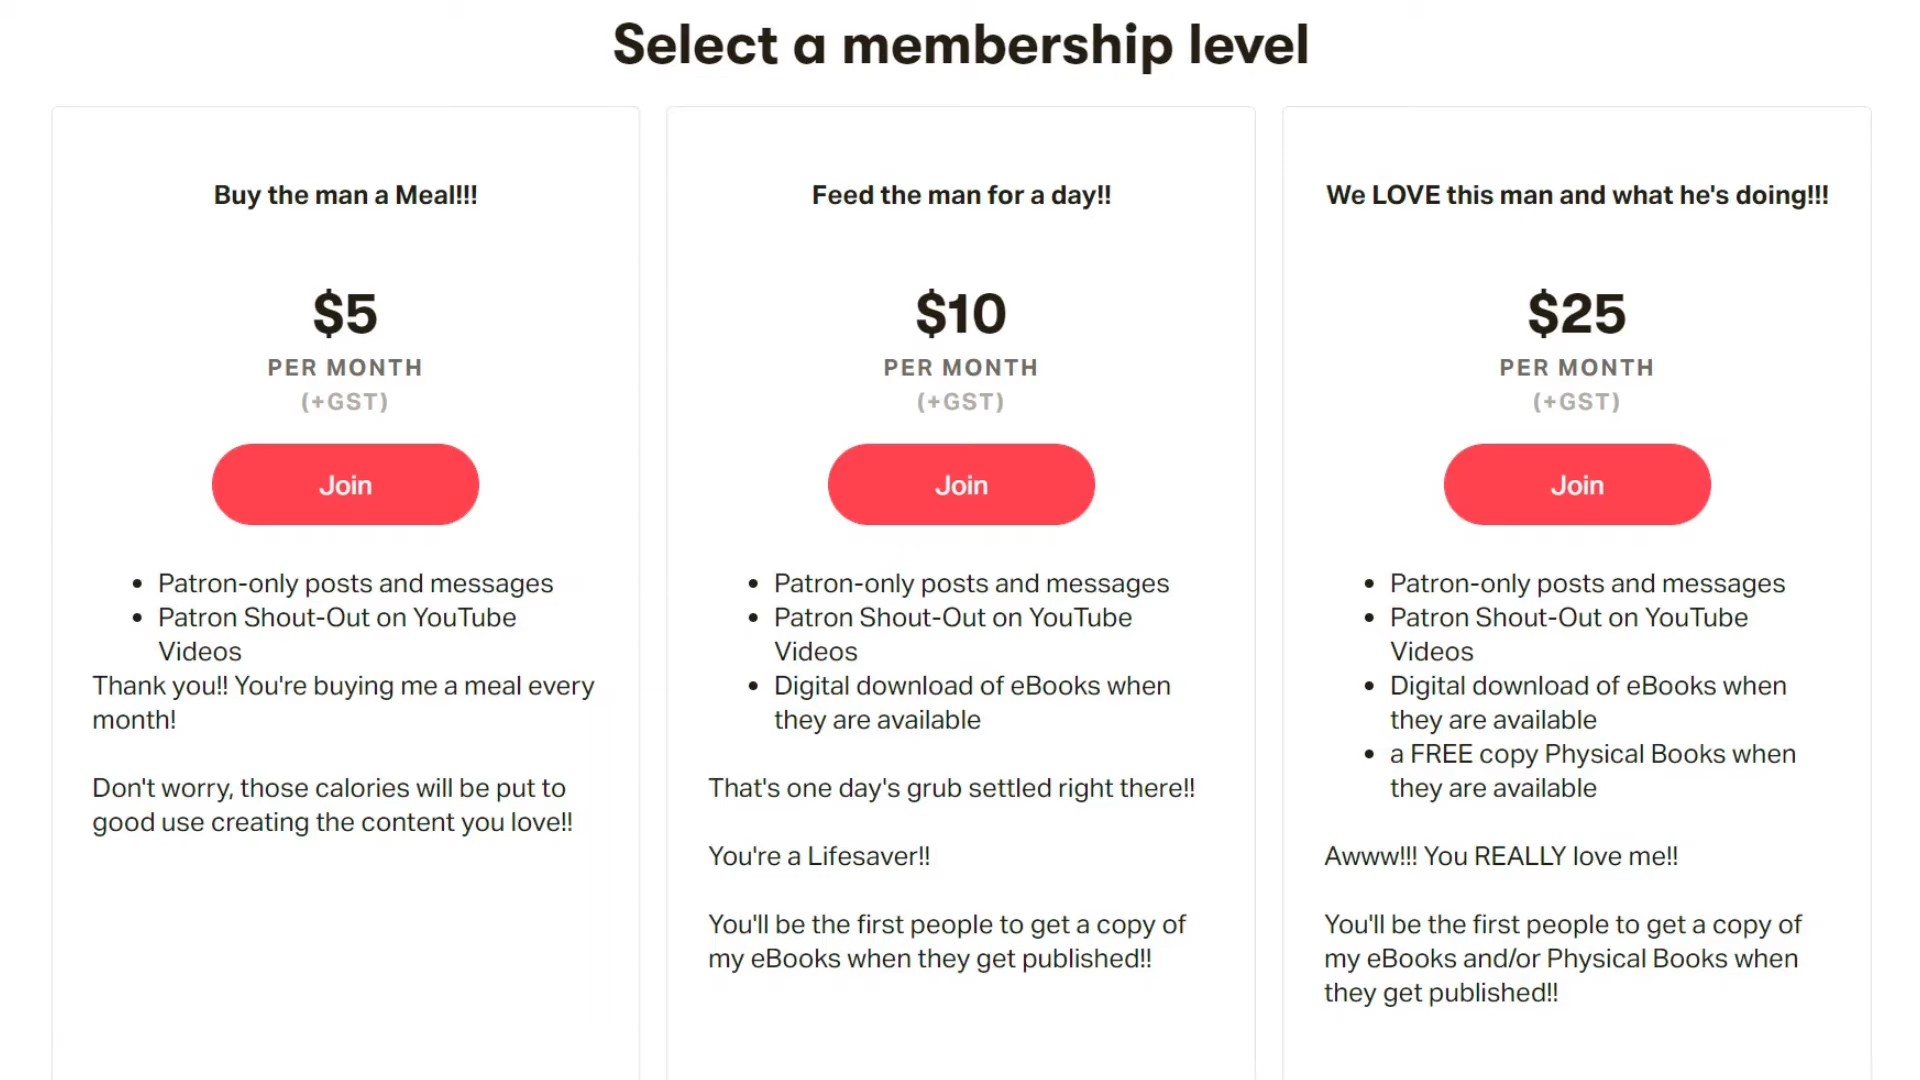 Select a membership level
Buy the man a Meal!!!
$5
PER MONTH
(+GST)
Join
• Patron-only posts and messages
• Patron Shout-Out on YouTube
Videos
Thank you!! You're buying me a meal every
month!
Don't worry, those calories will be put to
good use creating the content you love!!
Feed the man for a day!!
$10
PER MONTH
(+GST)
Join
• Patron-only posts and messages
• Patron Shout-Out on YouTube
Videos
• Digital download of eBooks when
they are available
That's one day's grub settled right there!!
You're a Lifesaver!!
You'll be the first people to get a copy of
my eBooks when they get published!!
We LOVE this man and what he's doing!!!
$25
PER MONTH
(+GST)
Join
• Patron-only posts and messages
• Patron Shout-Out on YouTube
Videos
• Digital download of eBooks when
they are available
• a FREE copy Physical Books when
they are available
Awww!!! You REALLY love me!!
You'll be the first people to get a copy of
my eBooks and/or Physical Books when
they get published!!